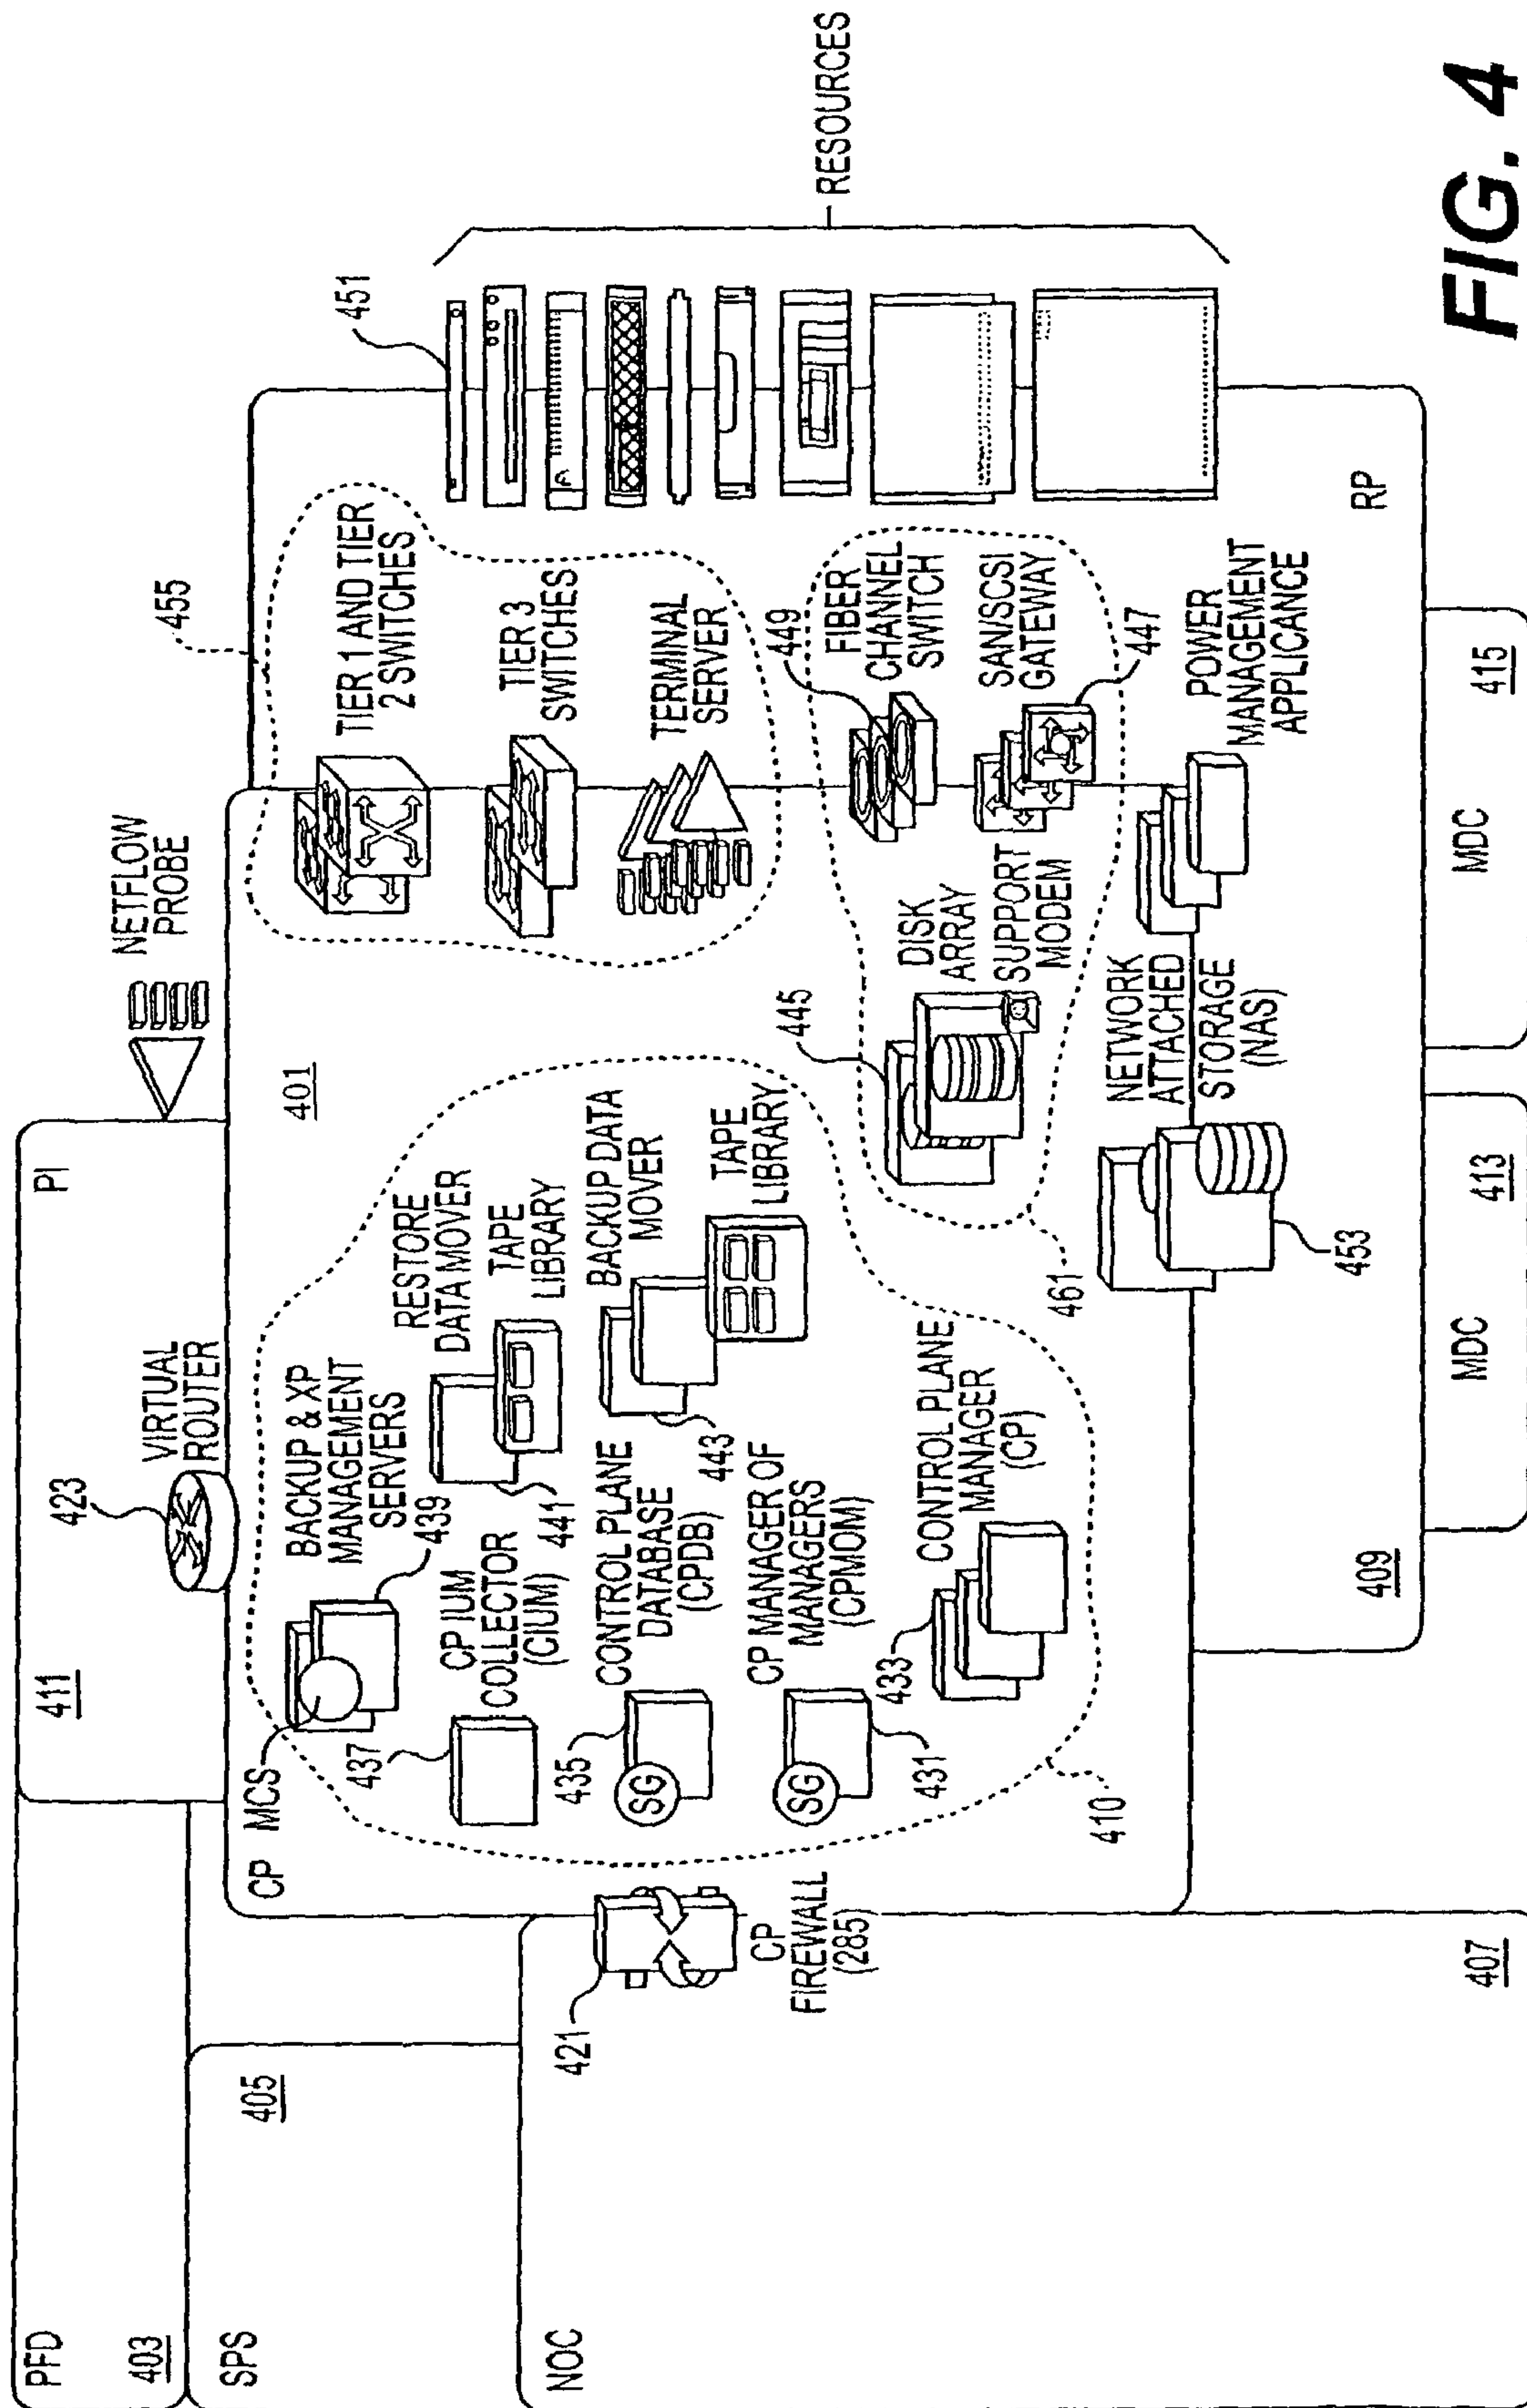 PFD
403
SPS
405
NOC
407
411
PI
423
VIRTUAL
ROUTER
NETFLOW
PROBE
CP
401
MCS
BACKUP & XP
MANAGEMENT
SERVERS
439
437
CP IUM
COLLECTOR
(CIUM)
RESTORE
DATA MOVER
TAPE
LIBRARY
441
435
SG
CONTROL PLANE
DATABASE
(CPDB)
BACKUP DATA
MOVER
TAPE
LIBRARY
443
SG
431
CP MANAGER OF
MANAGERS
(CPMOM)
433
CONTROL PLANE
MANAGER
(CP)
410
421
CP
FIREWALL
(285)
455
TIER 1 AND TIER
2 SWITCHES
TIER 3
SWITCHES
TERMINAL
SERVER
445
DISK
ARRAY
SUPPORT
MODEM
449
FIBER
CHANNEL
SWITCH
SAN/SCSI
GATEWAY
447
461
NETWORK
ATTACHED
STORAGE
(NAS)
453
POWER
MANAGEMENT
APPLICANCE
451
RESOURCES
RP
409
MDC
413
MDC
415
FIG. 4